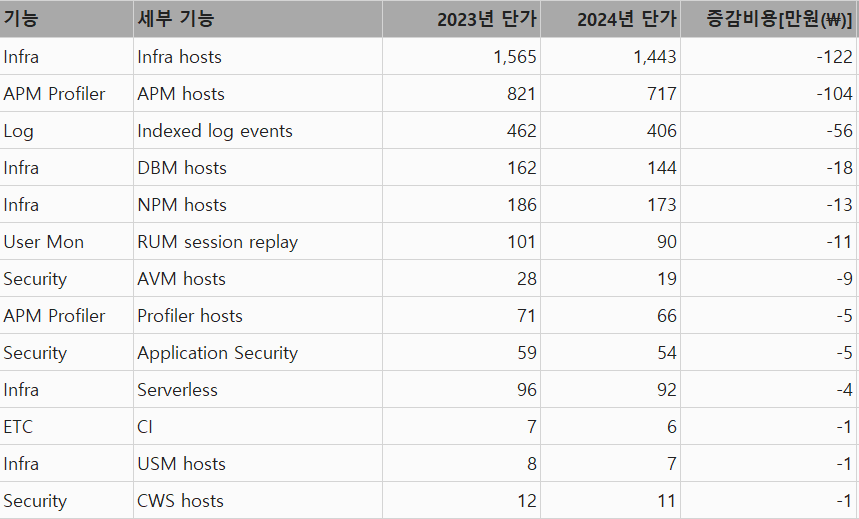 기능 세부 기능 2023년 단가 2024년 단가 증감비용[만원(₩)]
Infra Infra hosts 1,565 1,443 -122
APM Profiler APM hosts 821 717 -104
Log Indexed log events 462 406 -56
Infra DBM hosts 162 144 -18
Infra NPM hosts 186 173 -13
User Mon RUM session replay 101 90 -11
Security AVM hosts 28 19 -9
APM Profiler Profiler hosts 71 66 -5
Security Application Security 59 54 -5
Infra Serverless 96 92 -4
ETC CI 7 6 -1
Infra USM hosts 8 7 -1
Security CWS hosts 12 11 -1